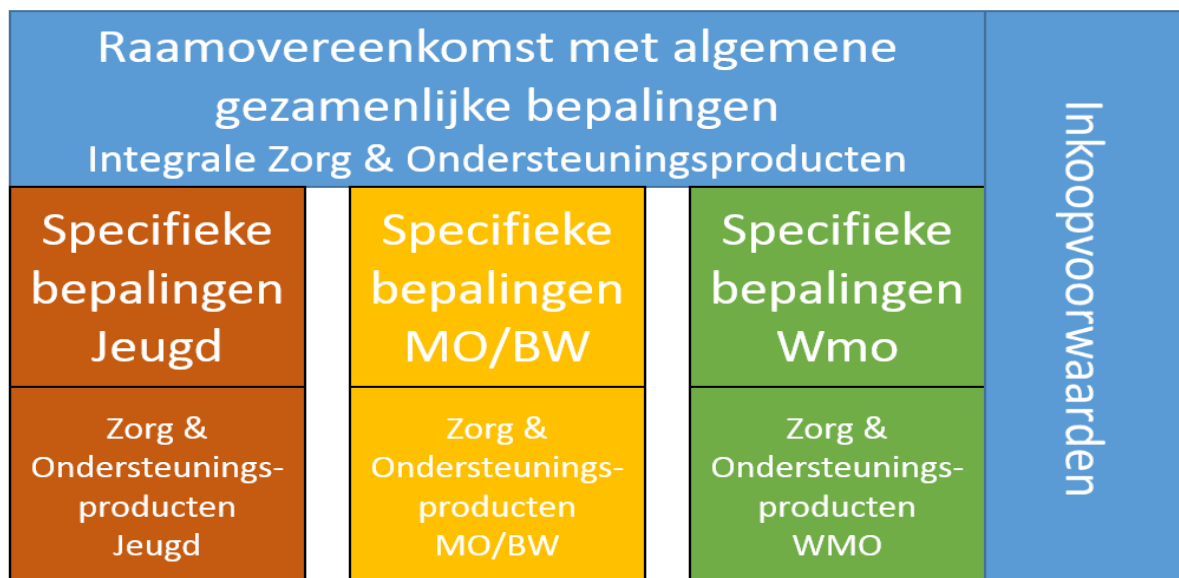 Raamovereenkomst met algemene
gezamenlijke bepalingen
Integrale Zorg & Ondersteuningsproducten
Specifieke
bepalingen
Jeugd
Zorg &
Ondersteunings-
producten
Jeugd
Specifieke
bepalingen
MO/BW
Zorg &
Ondersteunings-
producten
MO/BW
Specifieke
bepalingen
Wmo
Zorg &
Ondersteunings-
producten
WMO
Inkoopvoorwaarden